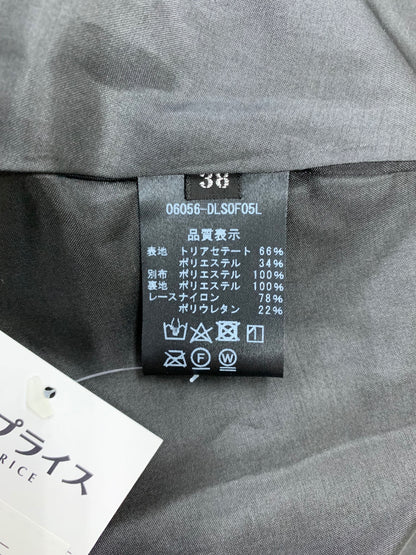 38
06056-DLSOF05L
品質表示
表地 トリアセテート 66%
ポリエステル 34%
別布 ポリエステル 100%
裏地 ポリエステル 100%
レース ナイロン 78%
ポリウレタン 22%
F W
プライス
RICE